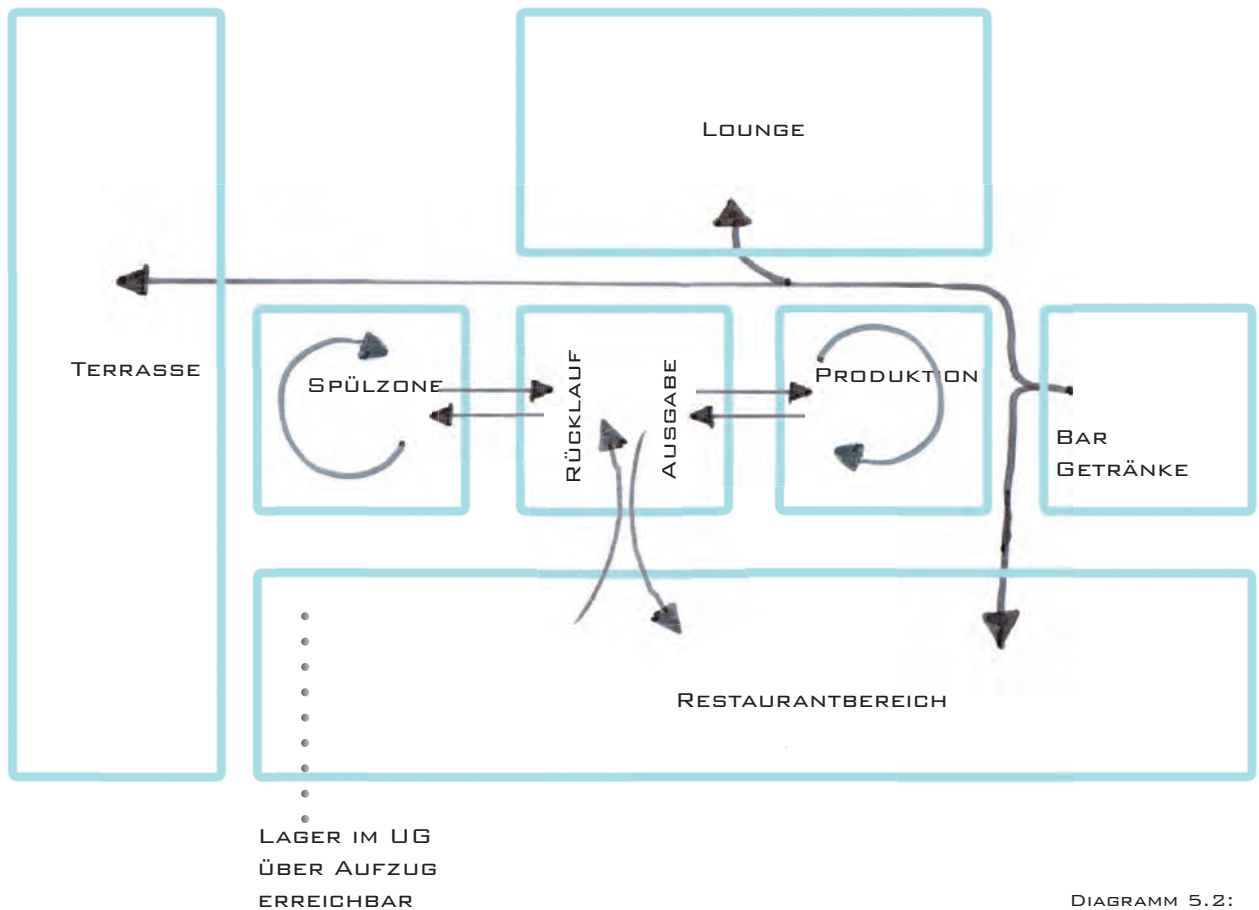 Lounge
Terrasse
Spülzone
Rücklauf
Ausgabe
Produktion
Bar
Getränke
Restaurantbereich
Lager im UG
über Aufzug
erreichbar
Diagramm 5.2: